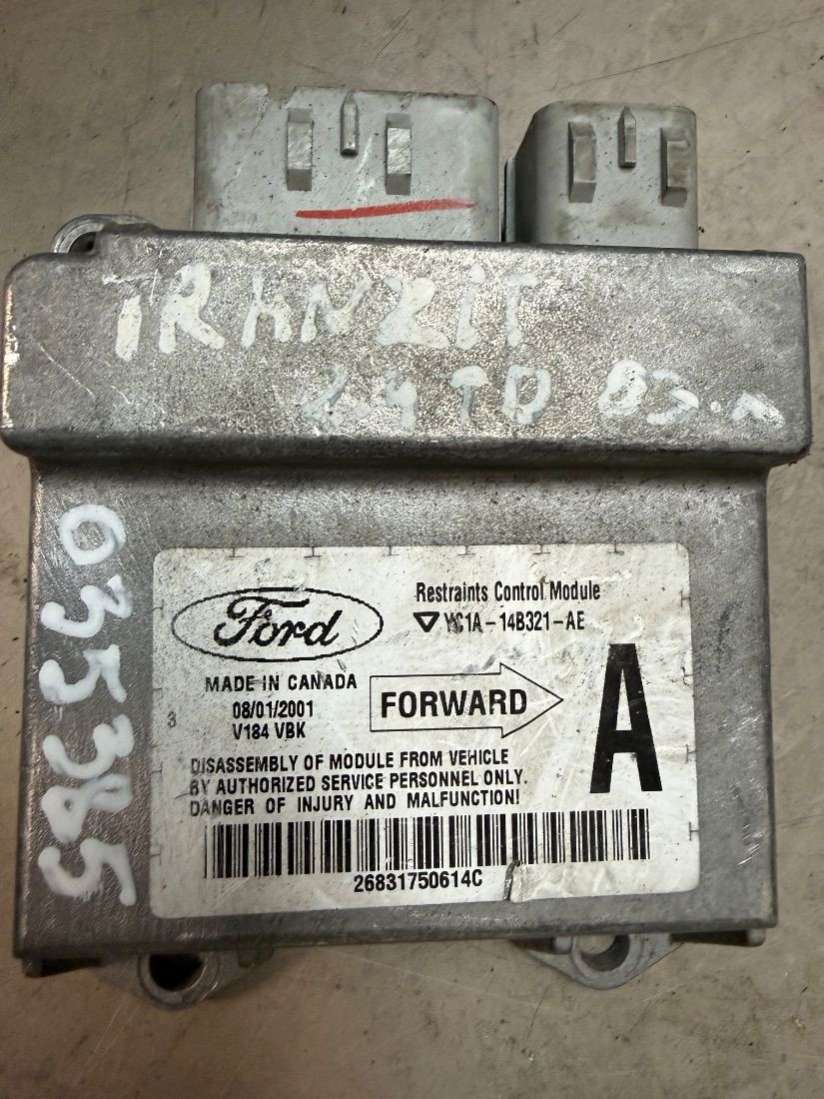 TRANZiT
2.4 TD 03.
035385
Ford
Restraints Control Module
YC1A-14B321-AE
MADE IN CANADA
08/01/2001
V184 VBK
FORWARD
A
3
DISASSEMBLY OF MODULE FROM VEHICLE
BY AUTHORIZED SERVICE PERSONNEL ONLY.
DANGER OF INJURY AND MALFUNCTION!
26831750614C